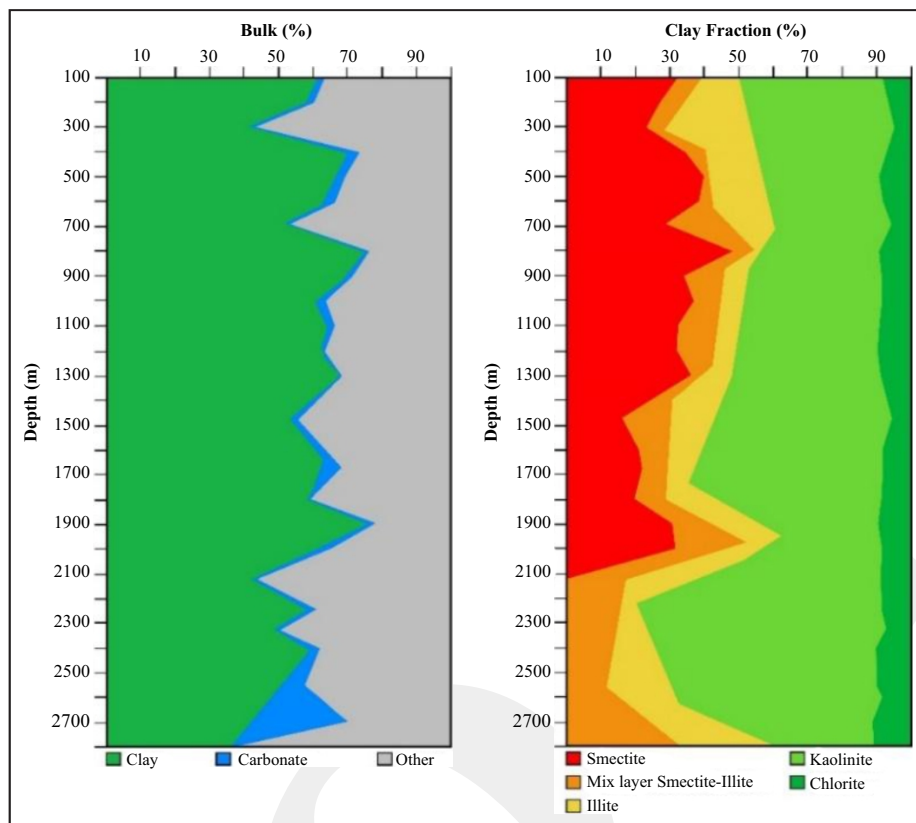 Bulk (%)
10 30 50 70 90
Depth (m)
100
300
500
700
900
1100
1300
1500
1700
1900
2100
2300
2500
2700
Clay Carbonate Other
Clay Fraction (%)
10 30 50 70 90
Depth (m)
100
300
500
700
900
1100
1300
1500
1700
1900
2100
2300
2500
2700
Smectite Kaolinite
Mix layer Smectite-Illite Chlorite
Illite